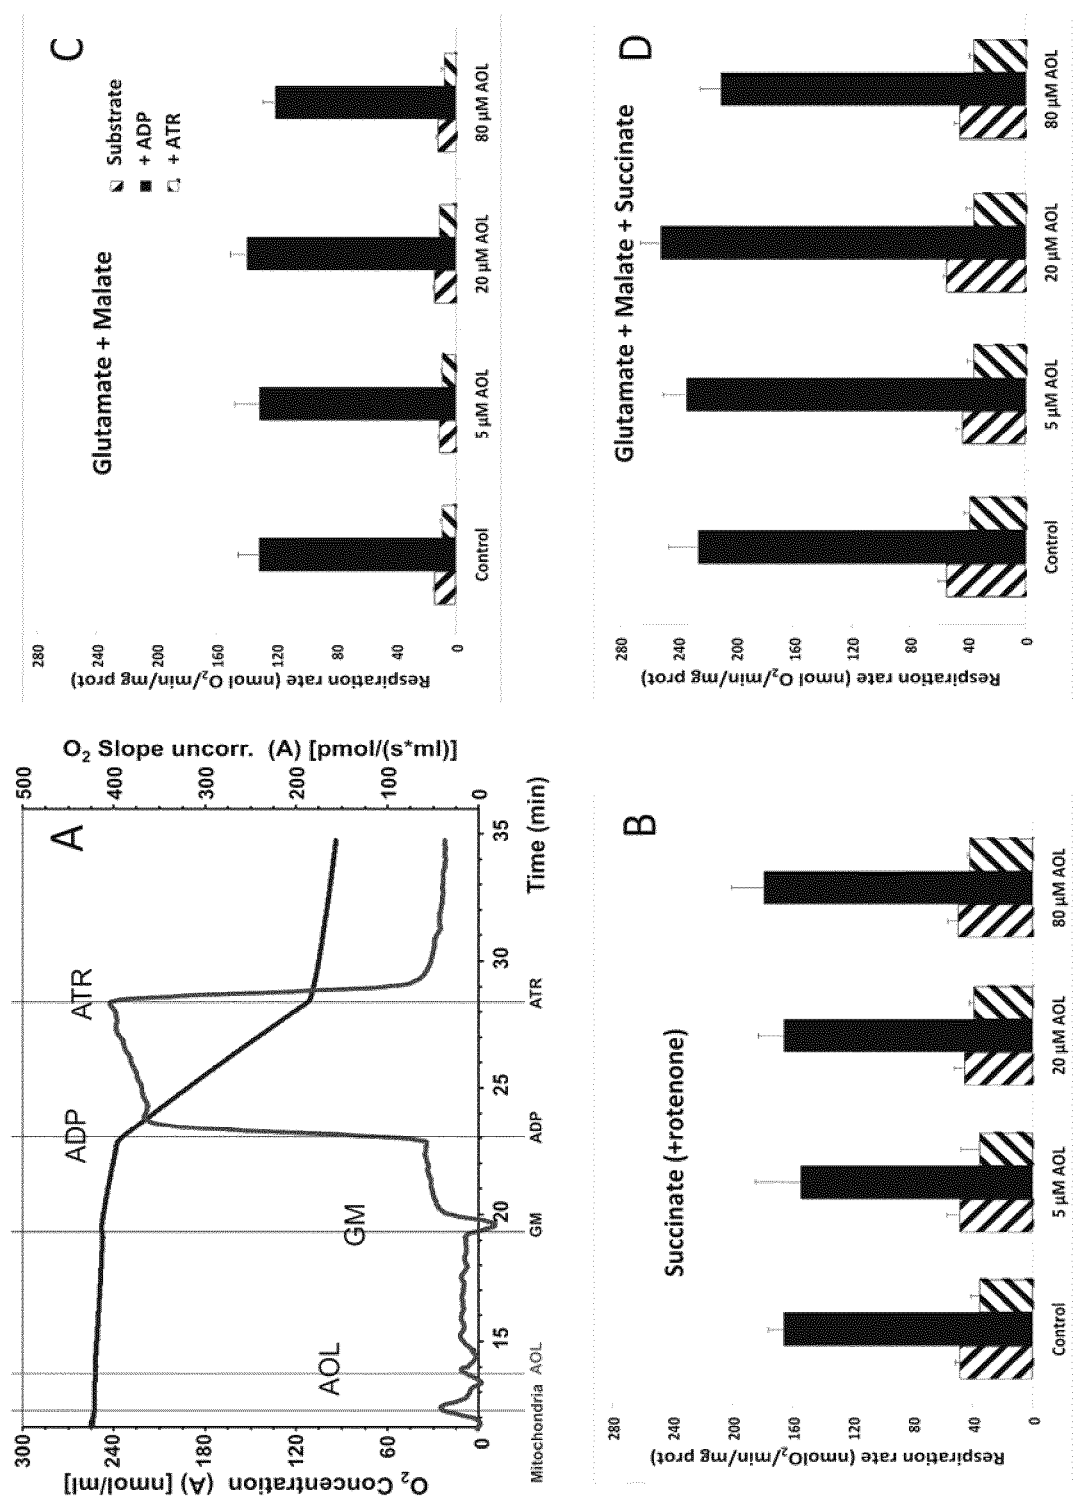 A
O2 Concentration (A) [nmol/ml]
300
240
180
120
60
0
O2 Slope uncorr. (A) [pmol/(s*ml)]
500
400
300
200
100
0
AOL
GM
ADP
ATR
15
20
25
30
35
Time (min)
Mitochondria
AOL
GM
ADP
ATR
C
Glutamate + Malate
Substrate
+ ADP
+ ATR
Respiration rate (nmol O2/min/mg prot)
280
240
200
160
120
80
40
0
Control
5 µM AOL
20 µM AOL
80 µM AOL
B
Succinate (+rotenone)
Respiration rate (nmolO2/min/mg prot)
280
240
200
160
120
80
40
0
Control
5 µM AOL
20 µM AOL
80 µM AOL
D
Glutamate + Malate + Succinate
Respiration rate (nmol O2/min/mg prot)
280
240
200
160
120
80
40
0
Control
5 µM AOL
20 µM AOL
80 µM AOL